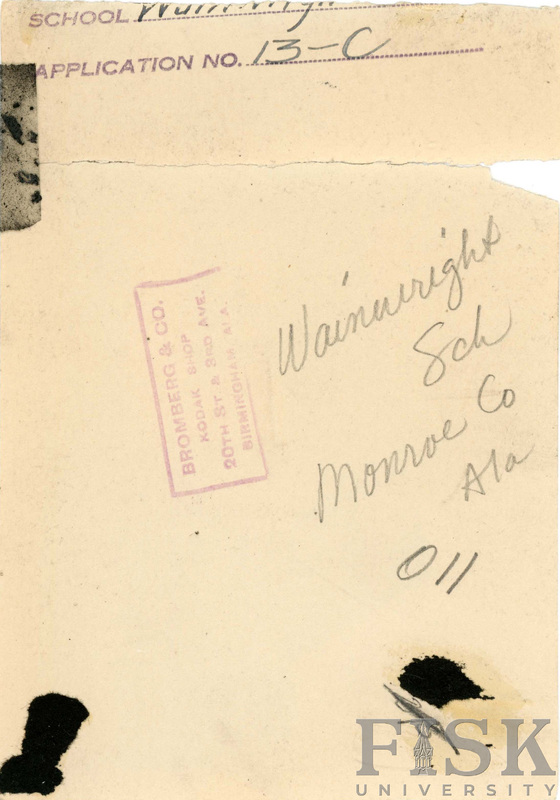 SCHOOL
APPLICATION NO. 13-C
BROMBERG & CO.
KODAK SHOP
20TH ST & 3RD AVE.
BIRMINGHAM, ALA.
Wainwright
Sch
Monroe Co
Ala
011
FISK
UNIVERSITY